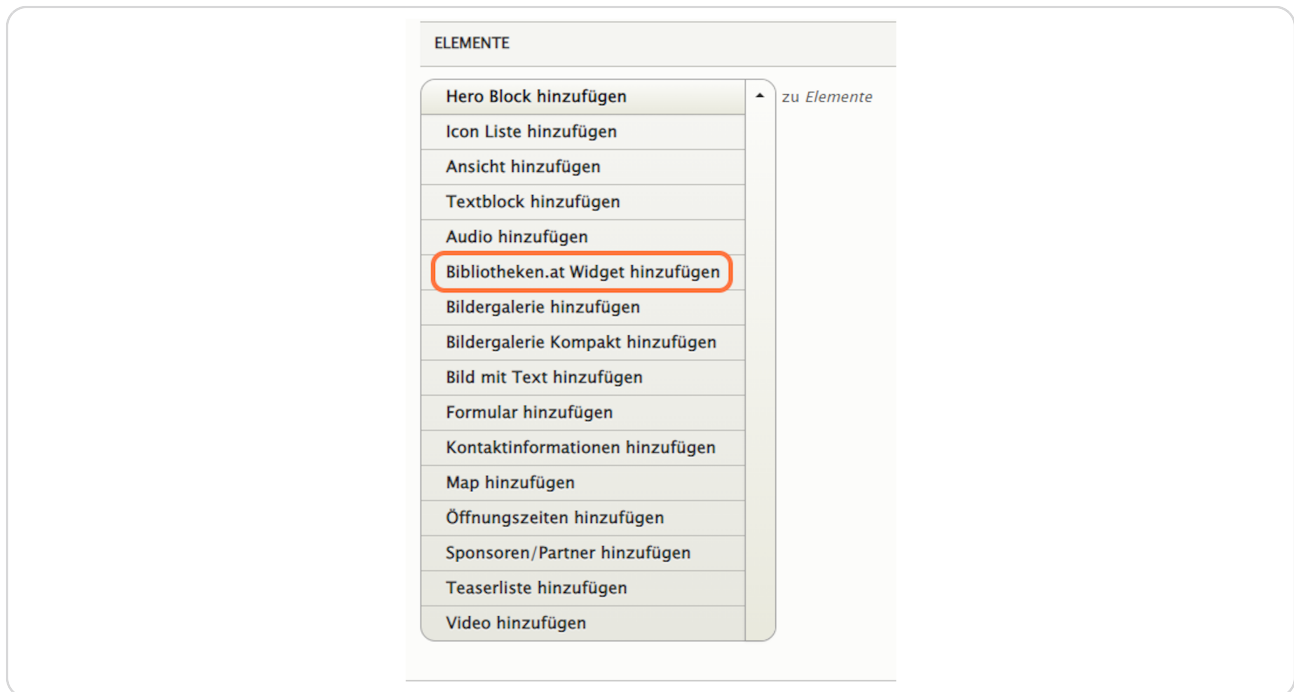 ELEMENTE
Hero Block hinzufügen
zu Elemente
Icon Liste hinzufügen
Ansicht hinzufügen
Textblock hinzufügen
Audio hinzufügen
Bibliotheken.at Widget hinzufügen
Bildergalerie hinzufügen
Bildergalerie Kompakt hinzufügen
Bild mit Text hinzufügen
Formular hinzufügen
Kontaktinformationen hinzufügen
Map hinzufügen
Öffnungszeiten hinzufügen
Sponsoren/Partner hinzufügen
Teaserliste hinzufügen
Video hinzufügen